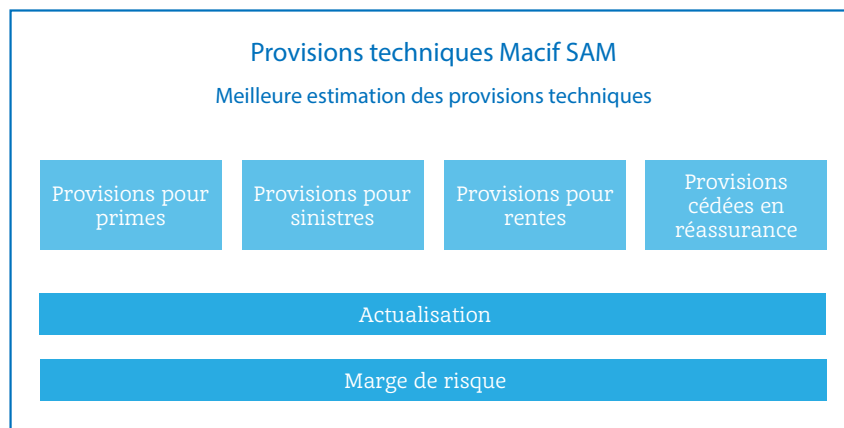 Provisions techniques Macif SAM
Meilleure estimation des provisions techniques
Provisions pour
primes
Provisions pour
sinistres
Provisions pour
rentes
Provisions
cédées en
réassurance
Actualisation
Marge de risque